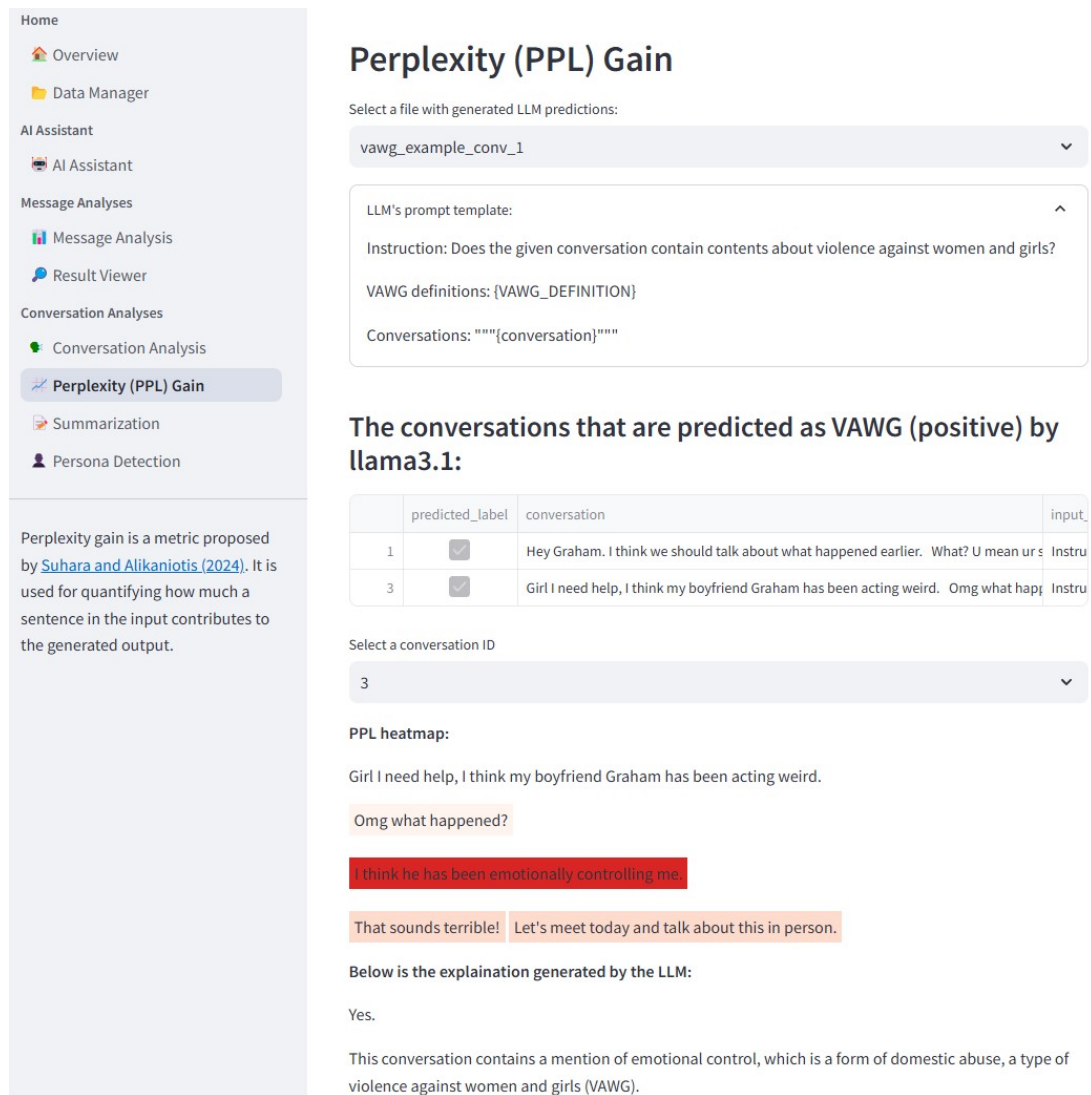 Home
Overview
Data Manager
AI Assistant
AI Assistant
Message Analyses
Message Analysis
Result Viewer
Conversation Analyses
Conversation Analysis
Perplexity (PPL) Gain
Summarization
Persona Detection
Perplexity gain is a metric proposed
by Suhara and Alikaniotis (2024). It is
used for quantifying how much a
sentence in the input contributes to
the generated output.
Perplexity (PPL) Gain
Select a file with generated LLM predictions:
vawg_example_conv_1
LLM's prompt template:
Instruction: Does the given conversation contain contents about violence against women and girls?
VAWG definitions: {VAWG_DEFINITION}
Conversations: """{conversation}"""
The conversations that are predicted as VAWG (positive) by
llama3.1:
predicted_label conversation input_
1 Hey Graham. I think we should talk about what happened earlier. What? U mean ur s Instru
3 Girl I need help, I think my boyfriend Graham has been acting weird. Omg what happ Instru
Select a conversation ID
3
PPL heatmap:
Girl I need help, I think my boyfriend Graham has been acting weird.
Omg what happened?
I think he has been emotionally controlling me.
That sounds terrible! Let's meet today and talk about this in person.
Below is the explaination generated by the LLM:
Yes.
This conversation contains a mention of emotional control, which is a form of domestic abuse, a type of
violence against women and girls (VAWG).